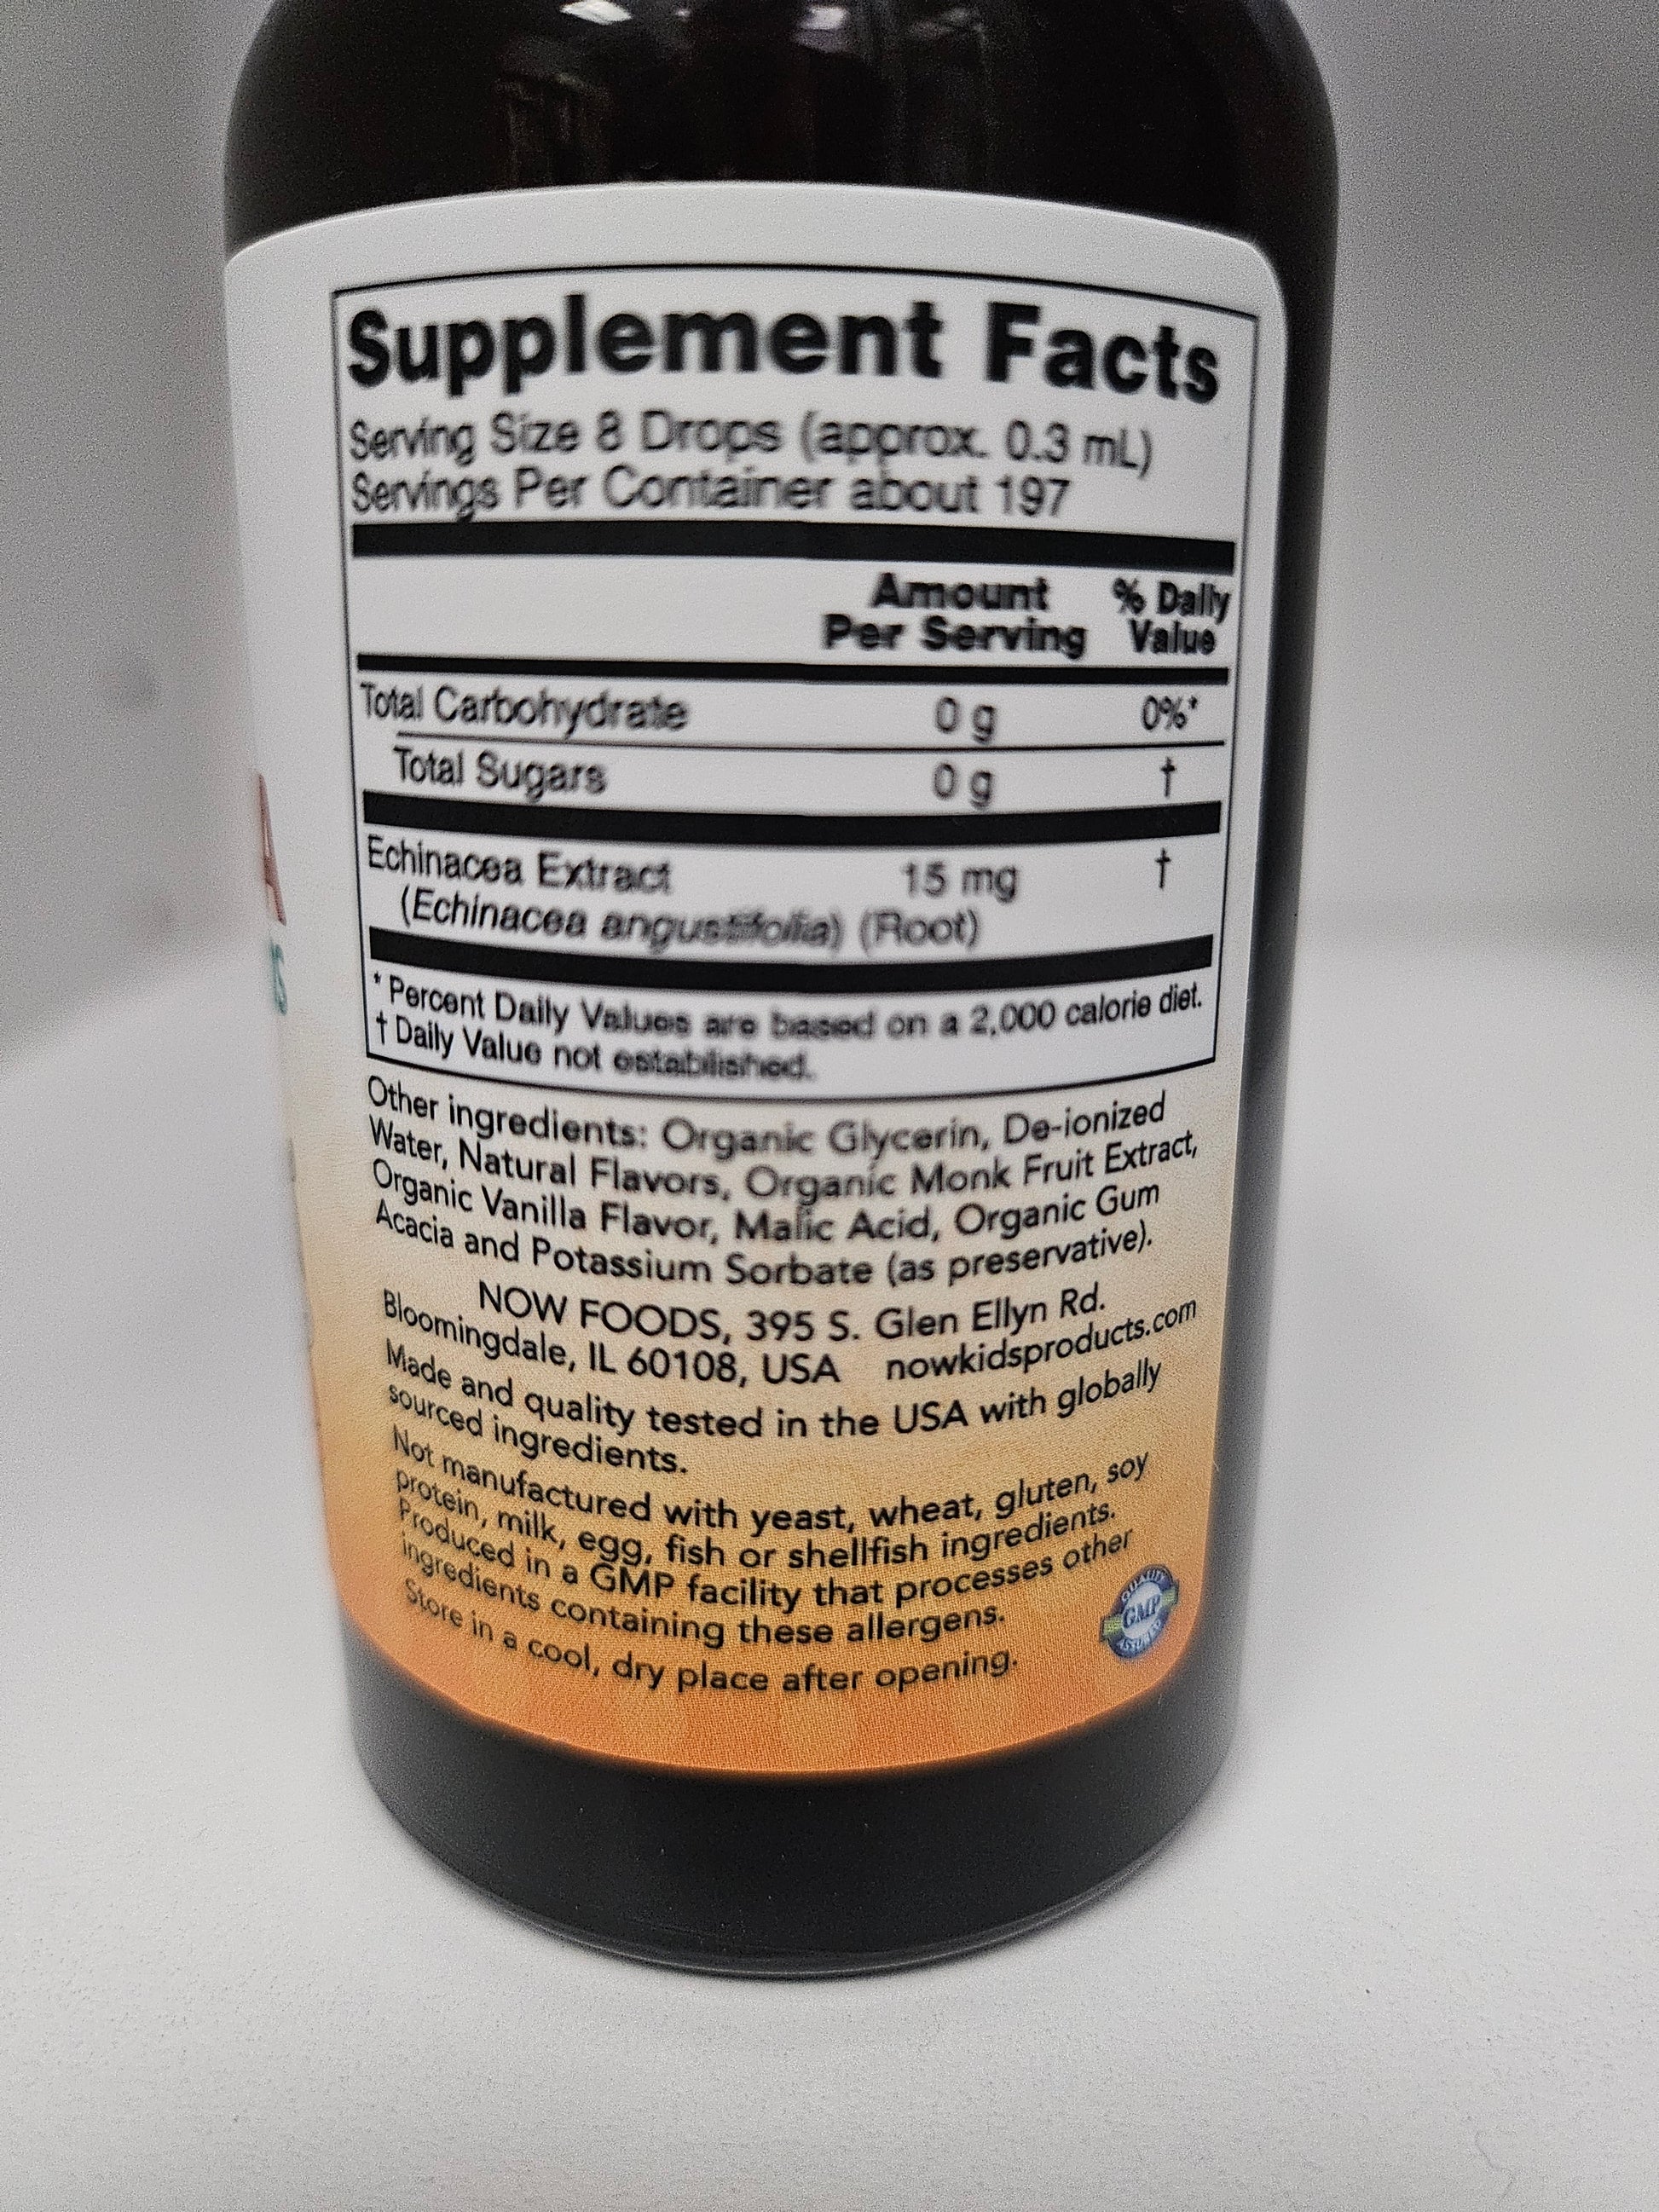 Supplement Facts
Serving Size 8 Drops (approx. 0.3 mL)
Servings Per Container about 197
Amount Per Serving % Daily Value
Total Carbohydrate 0 g 0%*
Total Sugars 0 g †
Echinacea Extract 15 mg †
(Echinacea angustifolia) (Root)
* Percent Daily Values are based on a 2,000 calorie diet.
† Daily Value not established.
Other ingredients: Organic Glycerin, De-ionized
Water, Natural Flavors, Organic Monk Fruit Extract,
Organic Vanilla Flavor, Malic Acid, Organic Gum
Acacia and Potassium Sorbate (as preservative).
NOW FOODS, 395 S. Glen Ellyn Rd.
Bloomingdale, IL 60108, USA nowkidsproducts.com
Made and quality tested in the USA with globally
sourced ingredients.
Not manufactured with yeast, wheat, gluten, soy
protein, milk, egg, fish or shellfish ingredients.
Produced in a GMP facility that processes other
ingredients containing these allergens.
Store in a cool, dry place after opening.
QUALITY
GMP
ASSURED